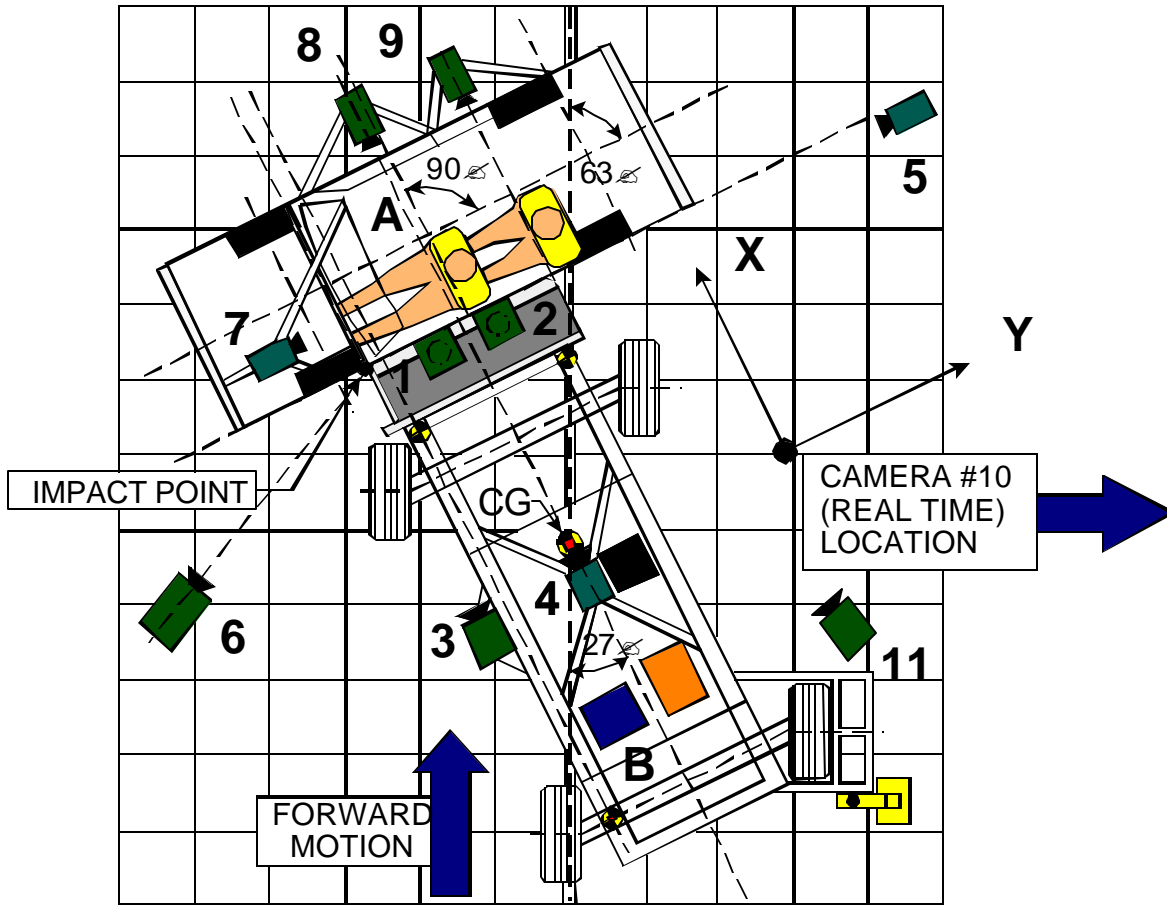 8
9
90
63
5
A
X
7
2
Y
1
IMPACT POINT
CG
CAMERA #10
(REAL TIME)
LOCATION
4
6
3
27
11
B
FORWARD
MOTION